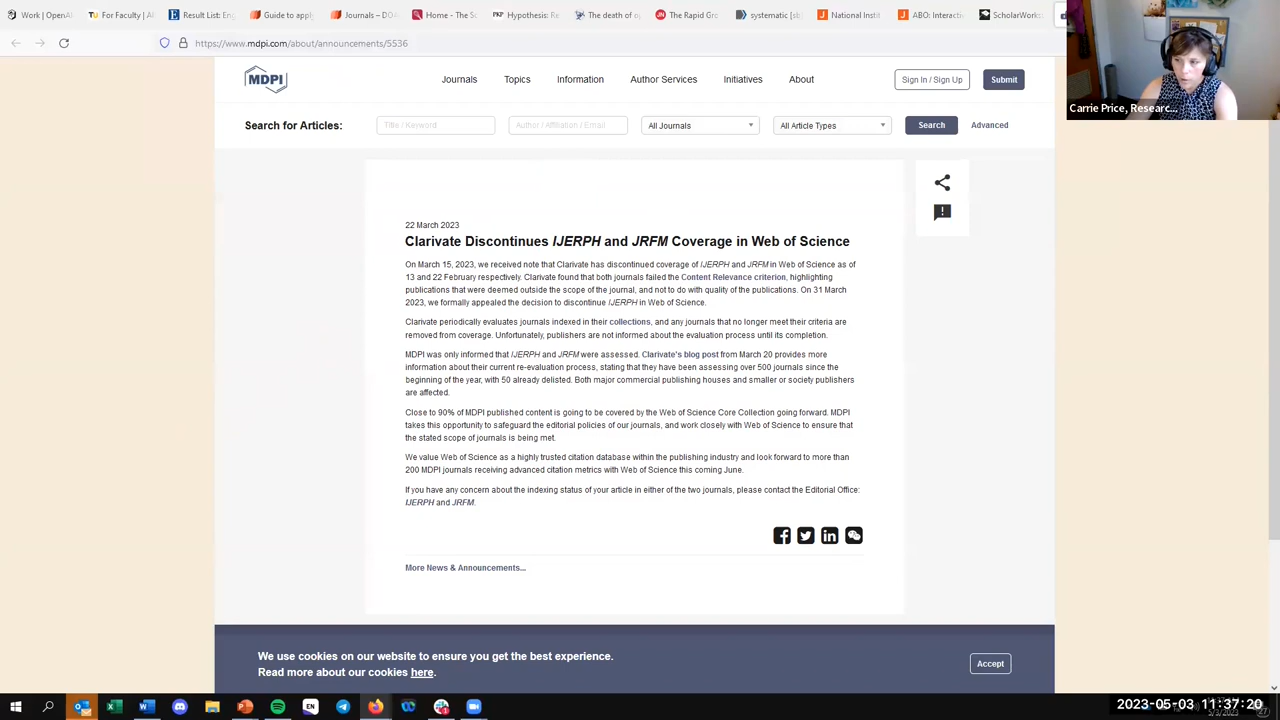 Work | OpenAl
For Faculty | Al
Result List: Eng
Guide to apply
Journals – DOA
Home - The Sc
Hypothesis: Re
The death of
The Rapid Gro
systematic [sb
National Instit
ABO: Interacti
ScholarWorks
https://www.mdpi.com/about/announcements/5536
Carrie Price, Researc...
MDPI
Journals
Topics
Information
Author Services
Initiatives
About
Sign In / Sign Up
Submit
Search for Articles:
Title / Keyword
Author / Affiliation / Email
All Journals
All Article Types
Search
Advanced
22 March 2023
Clarivate Discontinues IJERPH and JRFM Coverage in Web of Science
On March 15, 2023, we received note that Clarivate has discontinued coverage of IJERPH and JRFM in Web of Science as of
13 and 22 February respectively. Clarivate found that both journals failed the Content Relevance criterion, highlighting
publications that were deemed outside the scope of the journal, and not to do with quality of the publications. On 31 March
2023, we formally appealed the decision to discontinue IJERPH in Web of Science.
Clarivate periodically evaluates journals indexed in their collections, and any journals that no longer meet their criteria are
removed from coverage. Unfortunately, publishers are not informed about the evaluation process until its completion.
MDPI was only informed that IJERPH and JRFM were assessed. Clarivate's blog post from March 20 provides more
information about their current re-evaluation process, stating that they have been assessing over 500 journals since the
beginning of the year, with 50 already delisted. Both major commercial publishing houses and smaller or society publishers
are affected.
Close to 90% of MDPI published content is going to be covered by the Web of Science Core Collection going forward. MDPI
takes this opportunity to safeguard the editorial policies of our journals, and work closely with Web of Science to ensure that
the stated scope of journals is being met.
We value Web of Science as a highly trusted citation database within the publishing industry and look forward to more than
200 MDPI journals receiving advanced citation metrics with Web of Science this coming June.
If you have any concern about the indexing status of your article in either of the two journals, please contact the Editorial Office:
IJERPH and JRFM.
More News & Announcements...
We use cookies on our website to ensure you get the best experience.
Read more about our cookies here.
Accept
2023-05-03 11:37:20